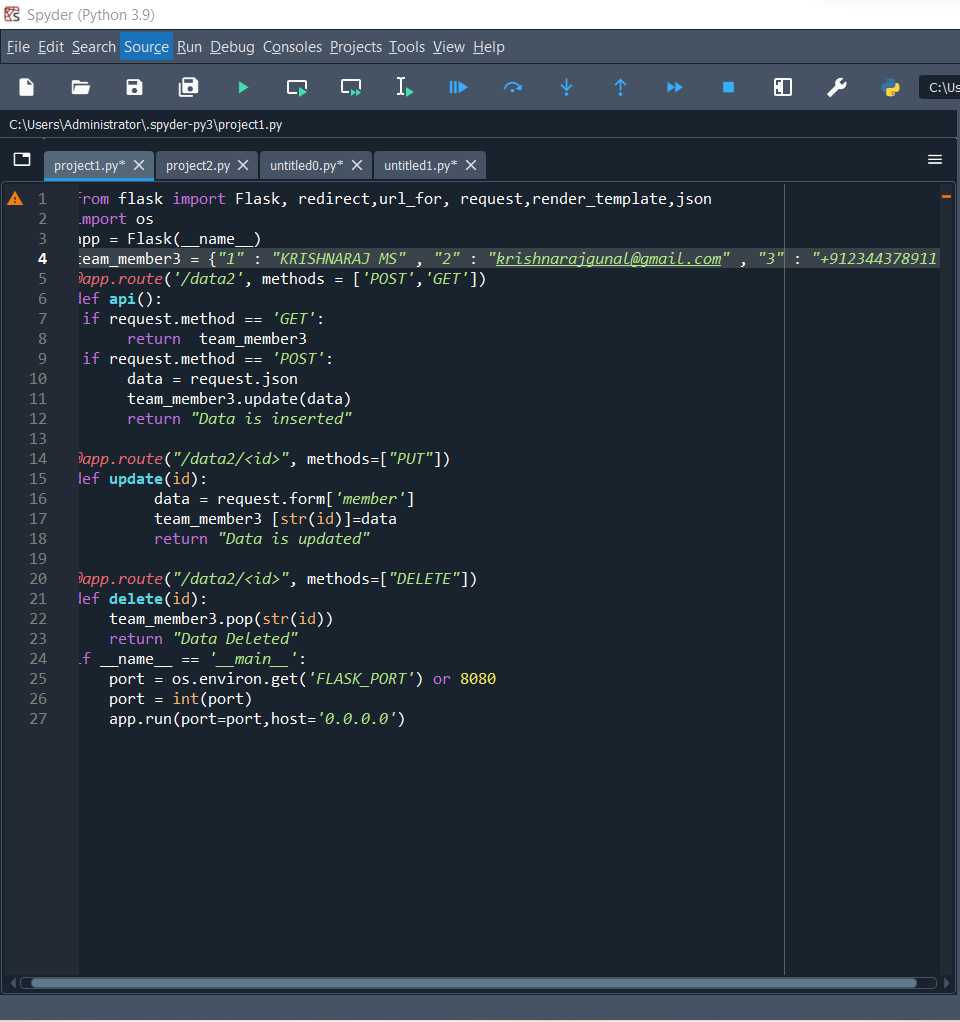 Spyder (Python 3.9)
File Edit Search Source Run Debug Consoles Projects Tools View Help
C:\Us
C:\Users\Administrator\.spyder-py3\project1.py
project1.py* project2.py untitled0.py* untitled1.py*
1 rom flask import Flask, redirect,url_for, request,render_template,json
2 mport os
3 app = Flask(__name__)
4 team_member3 = {"1" : "KRISHNARAJ MS" , "2" : "krishnarajgunal@gmail.com" , "3" : "+912344378911
5 @app.route('/data2', methods = ['POST','GET'])
6 def api():
7 if request.method == 'GET':
8 return  team_member3
9 if request.method == 'POST':
10 data = request.json
11 team_member3.update(data)
12 return "Data is inserted"
13
14 @app.route("/data2/<id>", methods=["PUT"])
15 def update(id):
16 data = request.form['member']
17 team_member3 [str(id)]=data
18 return "Data is updated"
19
20 @app.route("/data2/<id>", methods=["DELETE"])
21 def delete(id):
22 team_member3.pop(str(id))
23 return "Data Deleted"
24 if __name__ == '__main__':
25 port = os.environ.get('FLASK_PORT') or 8080
26 port = int(port)
27 app.run(port=port,host='0.0.0.0')